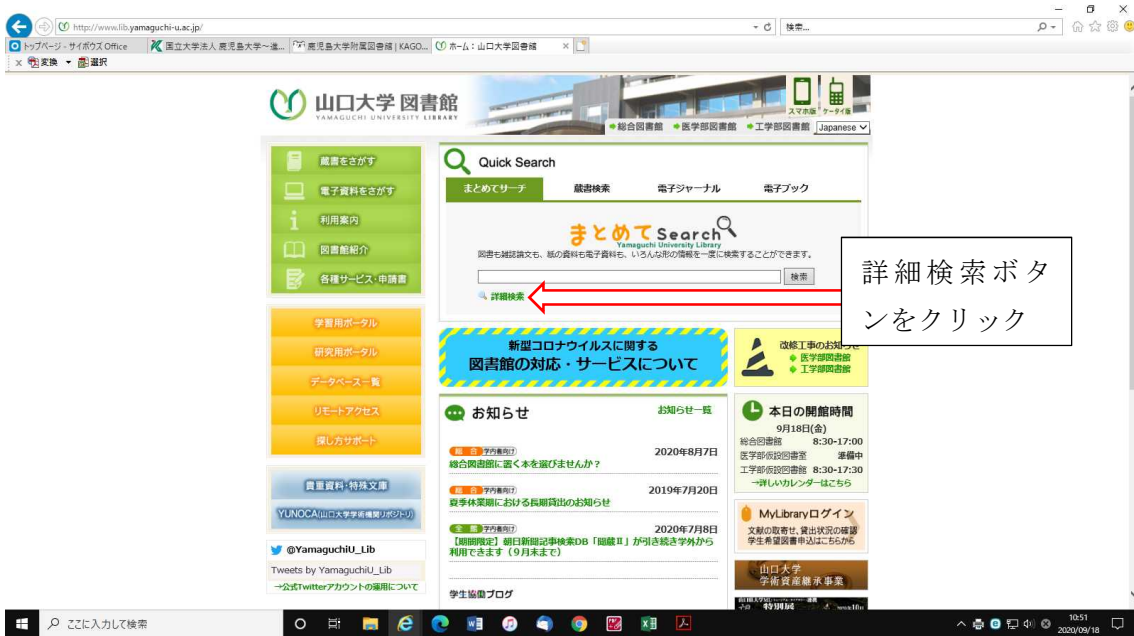 http://www.lib.yamaguchi-u.ac.jp/
検索...
トップページ - サイボウズ Office
国立大学法人 鹿児島大学~進...
鹿児島大学附属図書館 | KAGO...
ホーム：山口大学図書館
変換
選択
山口大学 図書館
YAMAGUCHI UNIVERSITY LIBRARY
スマホ版 ケータイ版
総合図書館 医学部図書館 工学部図書館 Japanese
蔵書をさがす
電子資料をさがす
利用案内
図書館紹介
各種サービス・申請書
学習用ポータル
研究用ポータル
データベース一覧
リモートアクセス
探し方サポート
貴重資料・特殊文庫
YUNOCA(山口大学学術機関リポジトリ)
@YamaguchiU_Lib
Tweets by YamaguchiU_Lib
→公式Twitterアカウントの運用について
Quick Search
まとめてサーチ 蔵書検索 電子ジャーナル 電子ブック
まとめて Search
Yamaguchi University Library
図書も雑誌論文も、紙の資料も電子資料も、いろんな形の情報を一度に検索することができます。
検索
詳細検索
詳細検索ボタ
ンをクリック
新型コロナウイルスに関する
図書館の対応・サービスについて
改修工事のお知らせ
医学部図書館
工学部図書館
お知らせ お知らせ一覧
総合 学内者向け 2020年8月7日
総合図書館に置く本を選びませんか？
総合 学内者向け 2019年7月20日
夏季休業期における長期貸出のお知らせ
全館 学内者向け 2020年7月8日
【期間限定】朝日新聞記事検索DB「聞蔵Ⅱ」が引き続き学外から
利用できます（９月末まで）
学生協働ブログ
本日の開館時間
9月18日(金)
総合図書館 8:30-17:00
医学部仮設図書室 準備中
工学部仮設図書館 8:30-17:30
→詳しいカレンダーはこちら
MyLibraryログイン
文献の取寄せ、貸出状況の確認
学生希望図書申込はこちらから
山口大学
学術資産継承事業
特別展
ここに入力して検索
10:51
2020/09/18